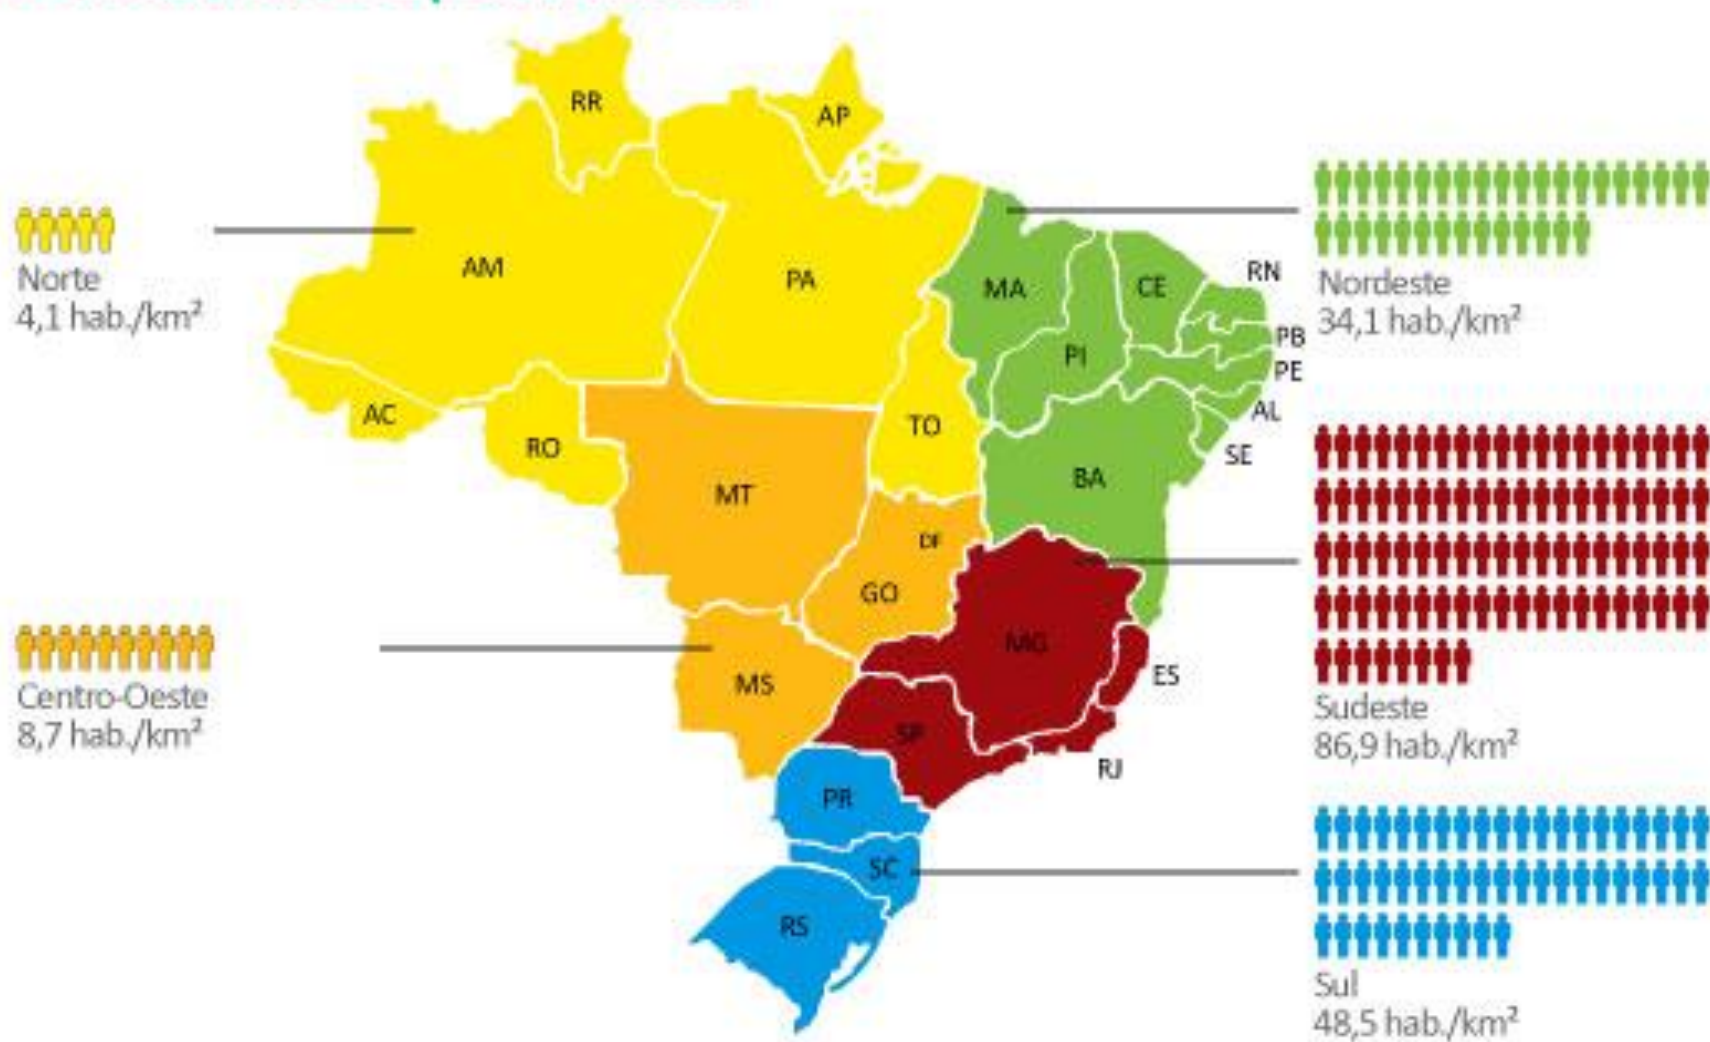 RR
AP
AM
PA
MA
CE
RN
PB
PI
PE
AL
SE
AC
RO
TO
BA
MT
DF
GO
MG
ES
MS
SP
RJ
PR
SC
RS
Norte
4,1 hab./km²
Centro-Oeste
8,7 hab./km²
Nordeste
34,1 hab./km²
Sudeste
86,9 hab./km²
Sul
48,5 hab./km²